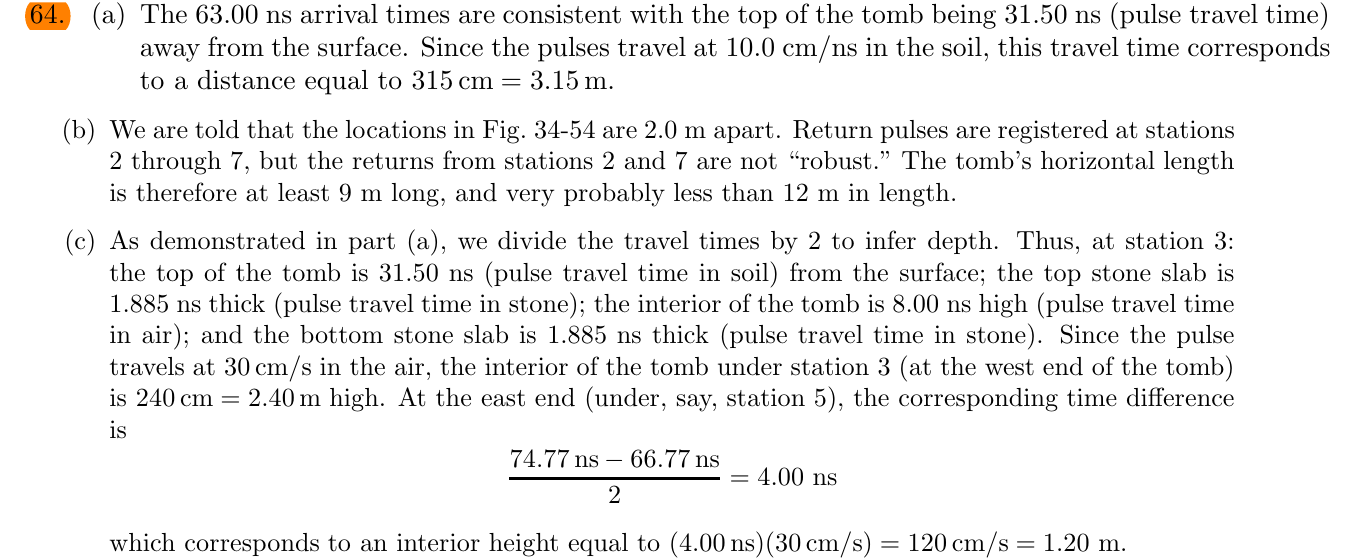 64. (a) The 63.00 ns arrival times are consistent with the top of the tomb being 31.50 ns (pulse travel time)
away from the surface. Since the pulses travel at 10.0 cm/ns in the soil, this travel time corresponds
to a distance equal to 315 cm = 3.15 m.
(b) We are told that the locations in Fig. 34-54 are 2.0 m apart. Return pulses are registered at stations
2 through 7, but the returns from stations 2 and 7 are not “robust.” The tomb’s horizontal length
is therefore at least 9 m long, and very probably less than 12 m in length.
(c) As demonstrated in part (a), we divide the travel times by 2 to infer depth. Thus, at station 3:
the top of the tomb is 31.50 ns (pulse travel time in soil) from the surface; the top stone slab is
1.885 ns thick (pulse travel time in stone); the interior of the tomb is 8.00 ns high (pulse travel time
in air); and the bottom stone slab is 1.885 ns thick (pulse travel time in stone). Since the pulse
travels at 30 cm/s in the air, the interior of the tomb under station 3 (at the west end of the tomb)
is 240 cm = 2.40 m high. At the east end (under, say, station 5), the corresponding time difference
is
74.77 ns − 66.77 ns
= 4.00 ns
2
which corresponds to an interior height equal to (4.00 ns)(30 cm/s) = 120 cm/s = 1.20 m.